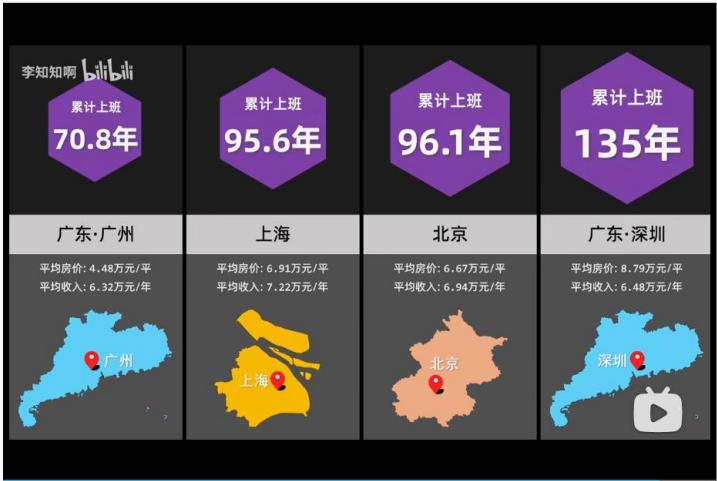 李知知啊 bilibili
累计上班
70.8年
广东·广州
平均房价: 4.48万元/平
平均收入: 6.32万元/年
广州
累计上班
95.6年
上海
平均房价: 6.91万元/平
平均收入: 7.22万元/年
上海
累计上班
96.1年
北京
平均房价: 6.67万元/平
平均收入: 6.94万元/年
北京
累计上班
135年
广东·深圳
平均房价: 8.79万元/平
平均收入: 6.48万元/年
深圳